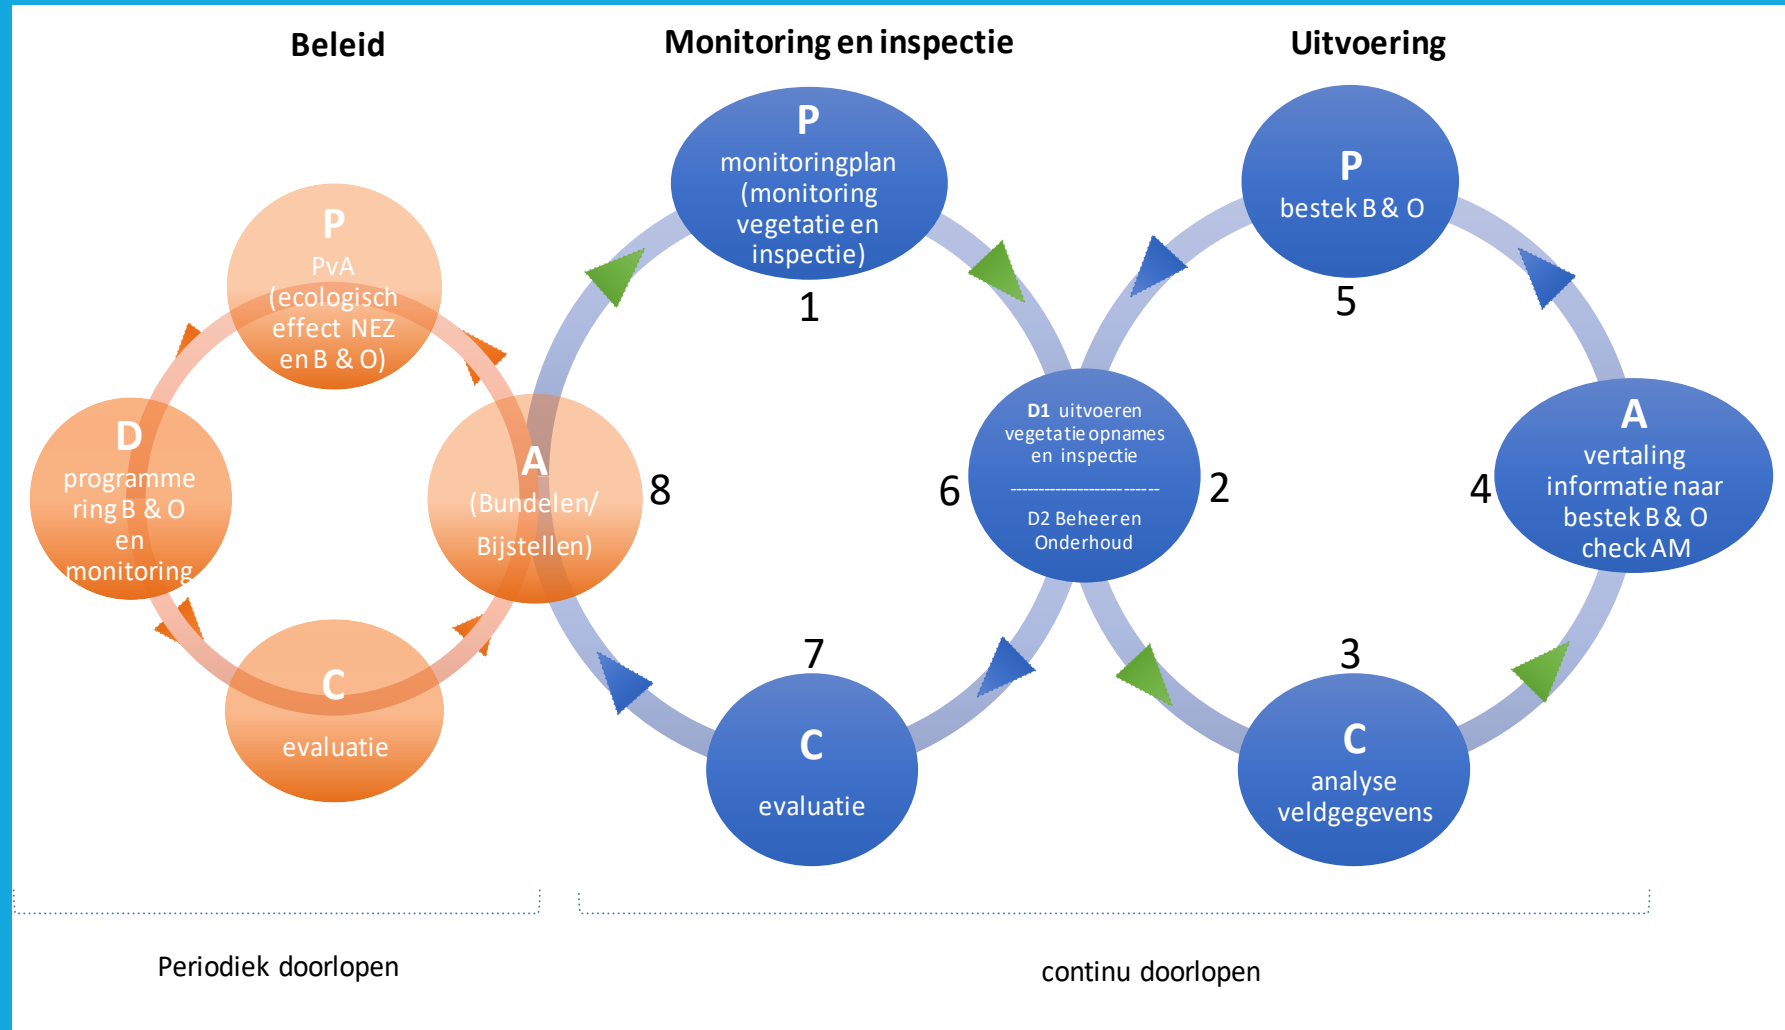 Beleid
Monitoring en inspectie
Uitvoering
P
PvA
(ecologisch
effect NEZ
en B & O)
D
programme
ring B & O
en
monitoring
C
evaluatie
A
(Bundelen/
Bijstellen)
8
P
monitoringplan
(monitoring
vegetatie en
inspectie)
1
6
D1 uitvoeren
vegetatieopnames
en inspectie
---------------------------
D2 Beheer en
Onderhoud
2
7
C
evaluatie
P
bestek B & O
5
4
A
vertaling
informatie naar
bestek B & O
check AM
3
C
analyse
veldgegevens
Periodiek doorlopen
continu doorlopen